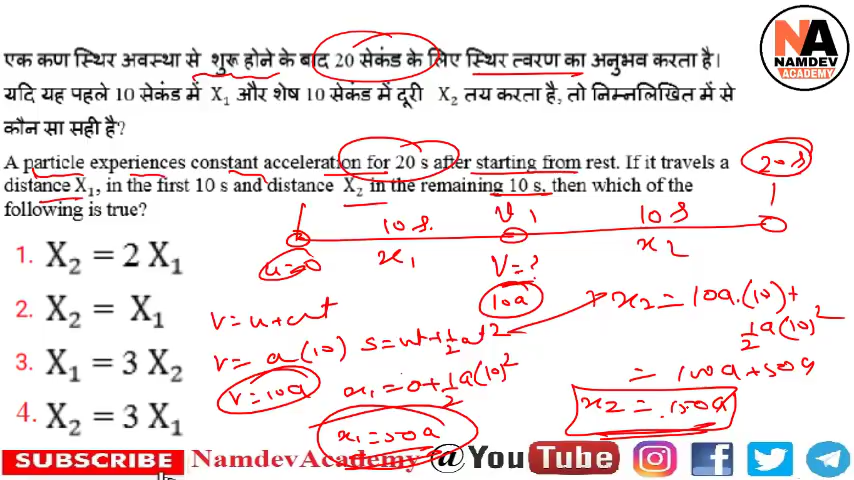 NA
NAMDEV
ACADEMY
एक कण स्थिर अवस्था से शुरू होने के बाद 20 सेकंड के लिए स्थिर त्वरण का अनुभव करता है।
यदि यह पहले 10 सेकंड में X₁ और शेष 10 सेकंड में दूरी X₂ तय करता है, तो निम्नलिखित में से
कौन सा सही है?
A particle experiences constant acceleration for 20 s after starting from rest. If it travels a
distance X₁, in the first 10 s and distance X₂ in the remaining 10 s, then which of the
following is true?
20 s
10 s.
V₁
10 s
x₁
x₂
u=0
V=?
10a
1. X₂ = 2 X₁
2. X₂ = X₁
3. X₁ = 3 X₂
4. X₂ = 3 X₁
v=u+at
v= a(10)
v=10a
s=ut+½at²
x₁=0+½a(10)²
x₁=50a
x₂=10a.(10)+
½a(10)²
= 100a+50a
x₂=150a
SUBSCRIBE NamdevAcademy @YouTube